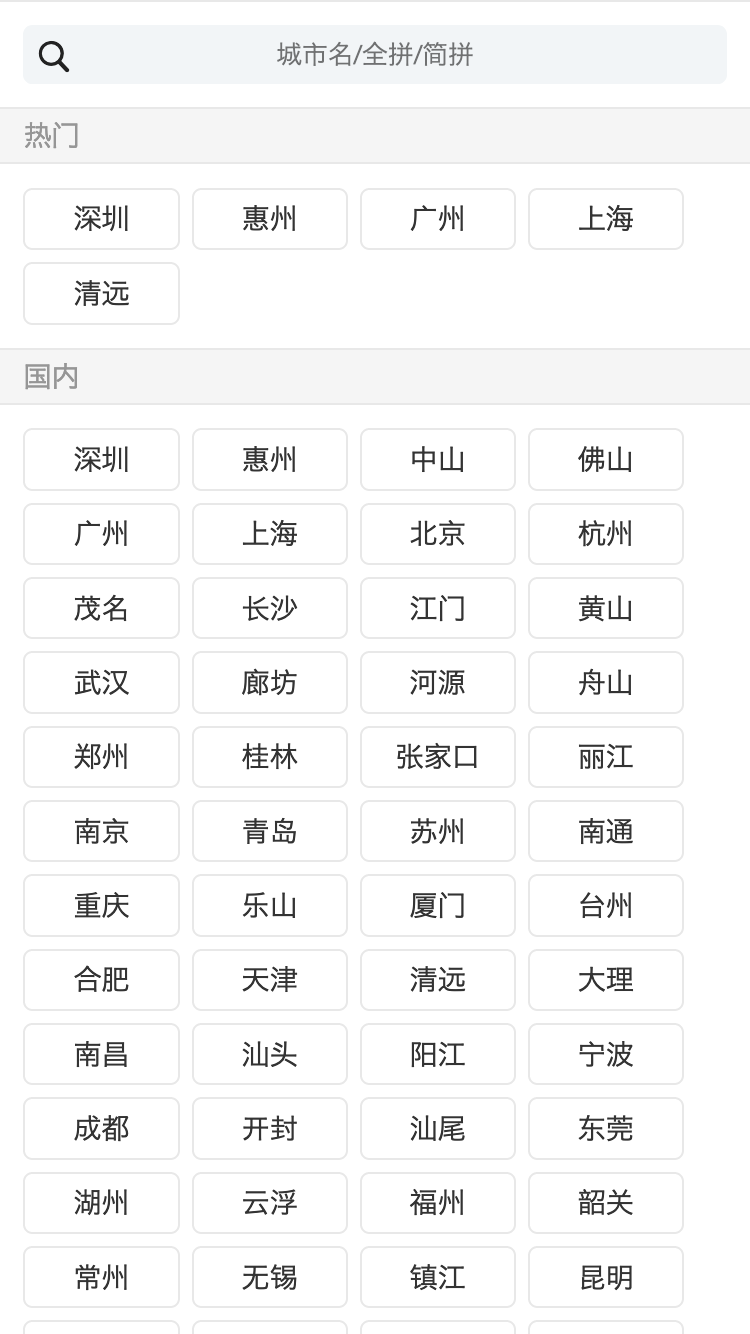 城市名/全拼/简拼
热门
深圳 惠州 广州 上海
清远
国内
深圳 惠州 中山 佛山
广州 上海 北京 杭州
茂名 长沙 江门 黄山
武汉 廊坊 河源 舟山
郑州 桂林 张家口 丽江
南京 青岛 苏州 南通
重庆 乐山 厦门 台州
合肥 天津 清远 大理
南昌 汕头 阳江 宁波
成都 开封 汕尾 东莞
湖州 云浮 福州 韶关
常州 无锡 镇江 昆明